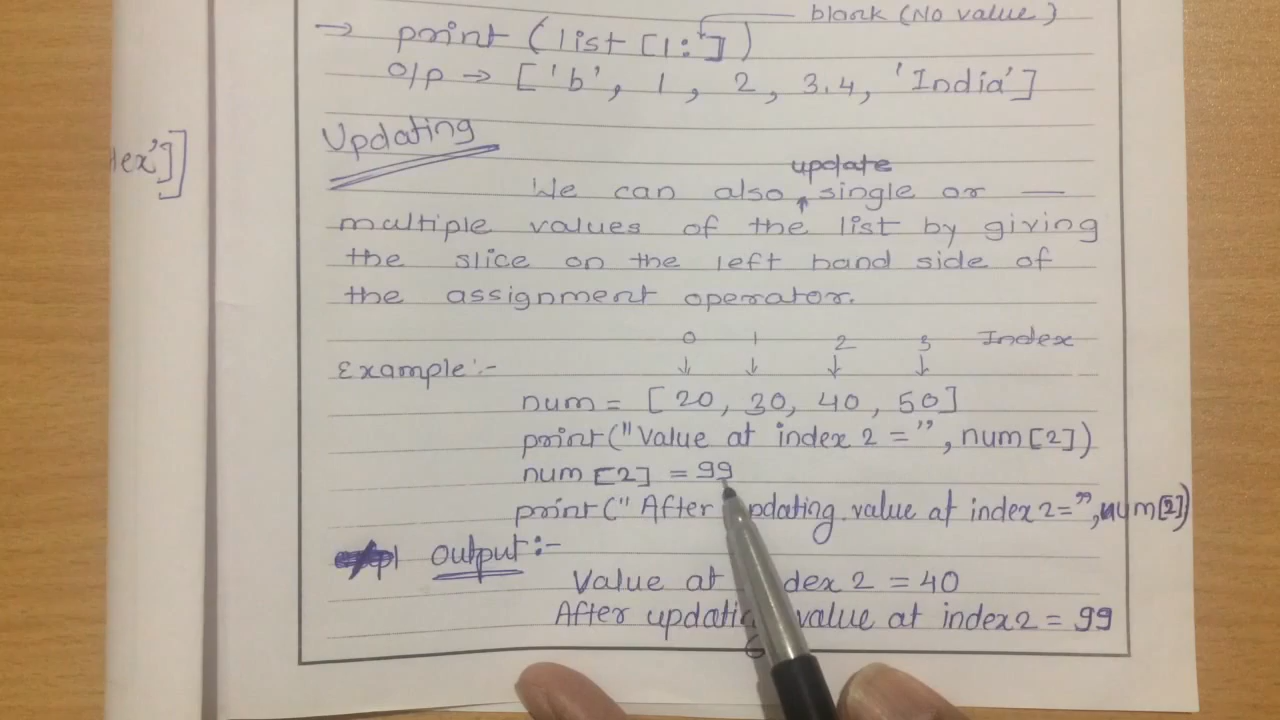 blank (No value)
→ print (list [1:])
o/p → ['b', 1, 2, 3.4, 'India']
lex']]
Updating
update
We can also single or —
multiple values of the list by giving
the slice on the left hand side of
the assignment operator.
0 1 2 3 Index
Example:-
num = [20, 30, 40, 50]
print("Value at index 2 =", num[2])
num [2] = 99
print(" After updating value at index 2=", num[2])
output:-
Value at index 2 = 40
After updating value at index 2 = 99
6